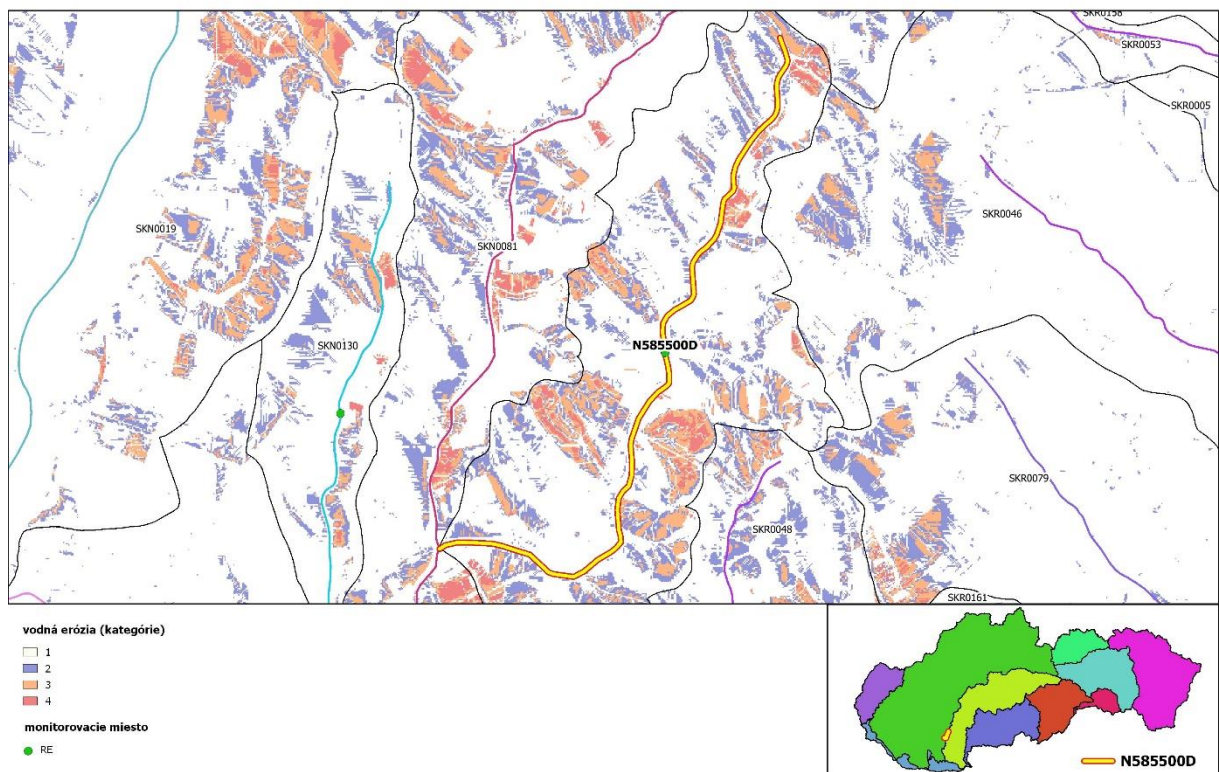 SKR0158
SKR0053
SKR0005
SKR0046
SKN0019
SKN0081
SKN0130
N585500D
SKR0079
SKR0048
SKR0161
vodná erózia (kategórie)
1
2
3
4
monitorovacie miesto
RE
N585500D